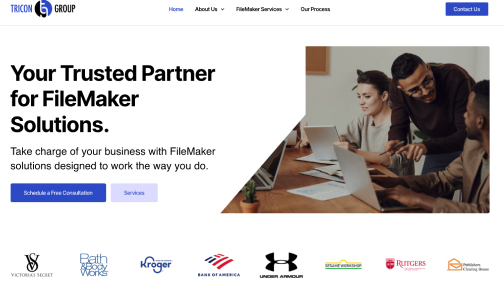 TRICON GROUP
Home
About Us
FileMaker Services
Our Process
Contact Us
Your Trusted Partner
for FileMaker
Solutions.
Take charge of your business with FileMaker
solutions designed to work the way you do.
Schedule a Free Consultation
Services
VICTORIA'S SECRET
Bath
&Body
Works
Kroger
BANK OF AMERICA
UNDER ARMOUR
SESAME WORKSHOP
RUTGERS
Publishers
Clearing House